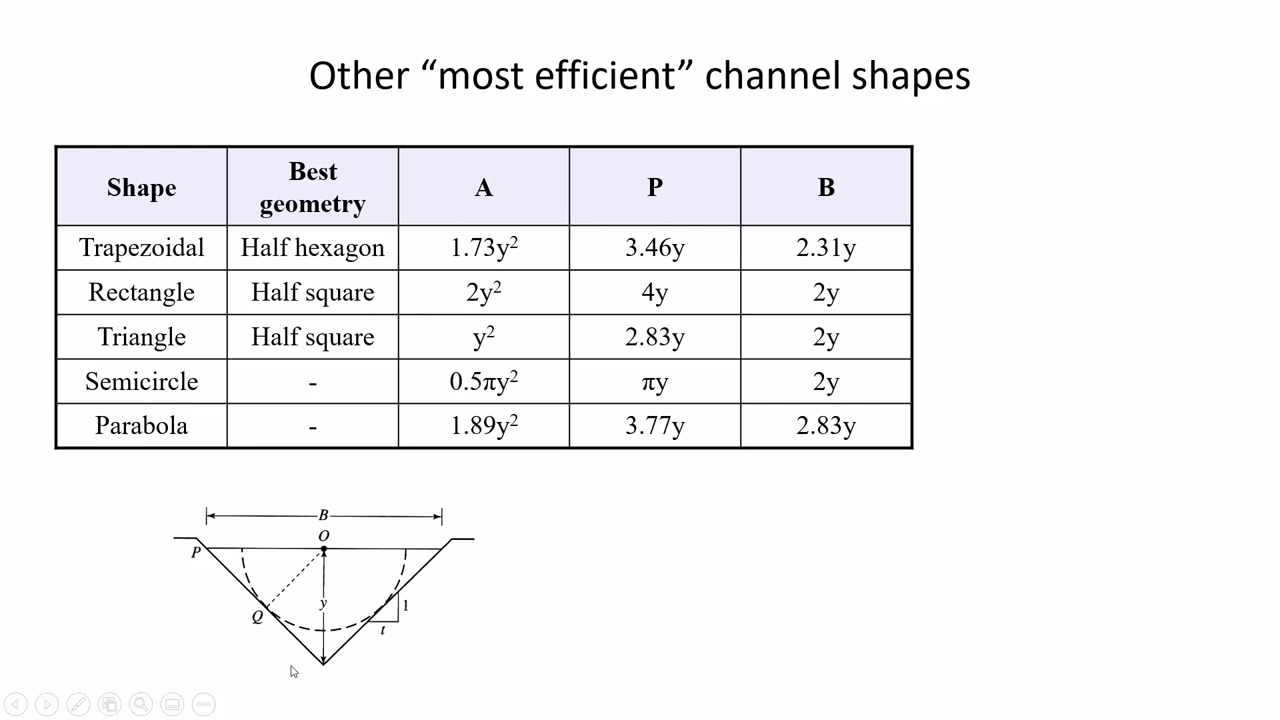 Other “most efficient” channel shapes
Shape Best geometry A P B
Trapezoidal Half hexagon 1.73y² 3.46y 2.31y
Rectangle Half square 2y² 4y 2y
Triangle Half square y² 2.83y 2y
Semicircle - 0.5πy² πy 2y
Parabola - 1.89y² 3.77y 2.83y
B
O
P
y
1
Q
t